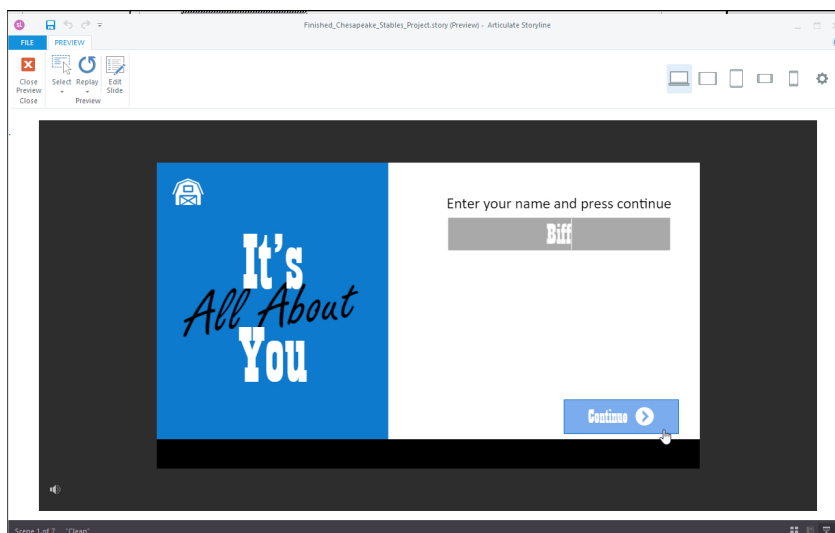 sl
Finished_Chesapeake_Stables_Project.story (Preview) - Articulate Storyline
FILE PREVIEW
Close Preview
Select
Replay
Edit Slide
Close
Preview
It's
All About
You
Enter your name and press continue
Biff
Continue
Scene 1 of 7 "Clean"